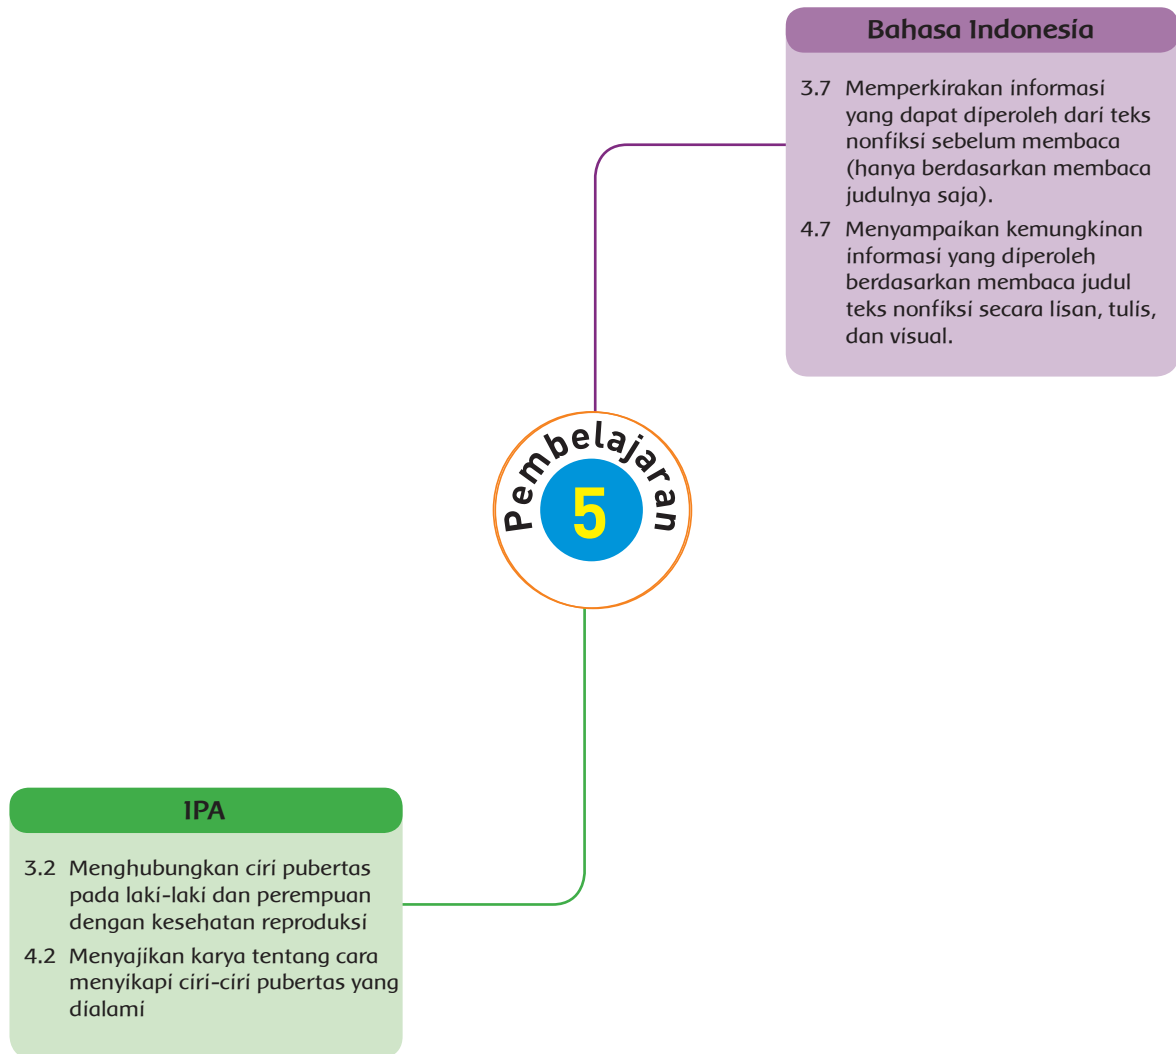 Bahasa Indonesia
3.7 Memperkirakan informasi
yang dapat diperoleh dari teks
nonfiksi sebelum membaca
(hanya berdasarkan membaca
judulnya saja).
4.7 Menyampaikan kemungkinan
informasi yang diperoleh
berdasarkan membaca judul
teks nonfiksi secara lisan, tulis,
dan visual.
Pembelajaran
5
IPA
3.2 Menghubungkan ciri pubertas
pada laki-laki dan perempuan
dengan kesehatan reproduksi
4.2 Menyajikan karya tentang cara
menyikapi ciri-ciri pubertas yang
dialami